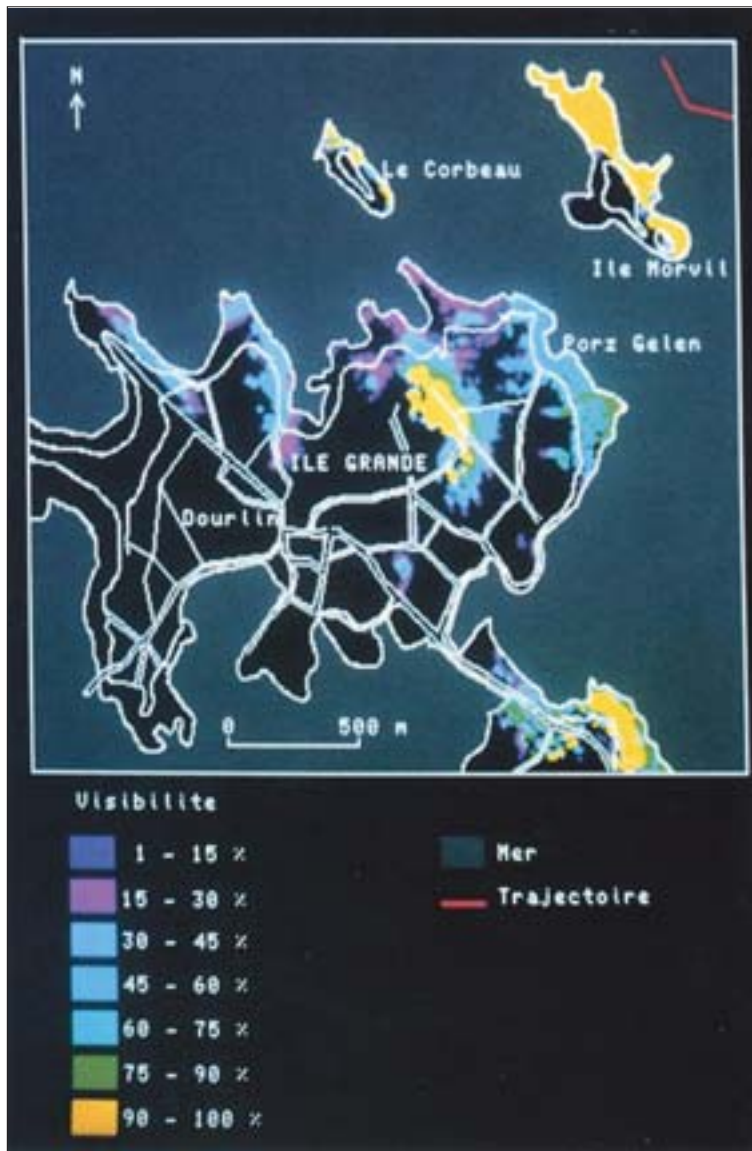 N
Le Corbeau
Ile Morvil
Porz Gelen
ILE GRANDE
Dourlin
0 500 m
Visibilite
1 - 15 %
15 - 30 %
30 - 45 %
45 - 60 %
60 - 75 %
75 - 90 %
90 - 100 %
Mer
Trajectoire